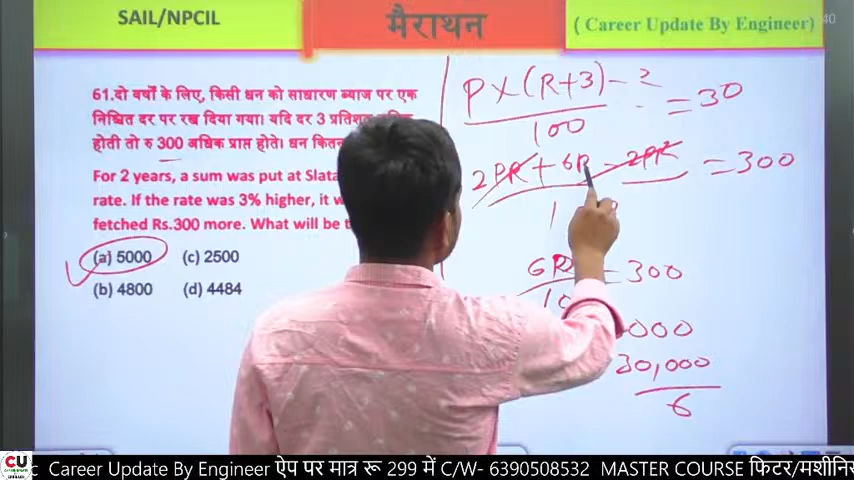 SAIL/NPCIL
मैराथन
( Career Update By Engineer)
40
61.दो वर्षों के लिए, किसी धन को साधारण ब्याज पर एक
निश्चित दर पर रख दिया गया। यदि दर 3 प्रतिशत
होती तो रु 300 अधिक प्राप्त होते। धन
For 2 years, a sum was put at
rate. If the rate was 3% higher, it
fetched Rs.300 more. What will be
(a) 5000 (c) 2500
(b) 4800 (d) 4484
P×(R+3)-2
100
=30
2PR+6R-2PR
=300
300
000
30,000
6
CU
Career Update By Engineer ऐप पर मात्र रू 299 में C/W- 6390508532 MASTER COURSE फिटर/मशीनिस